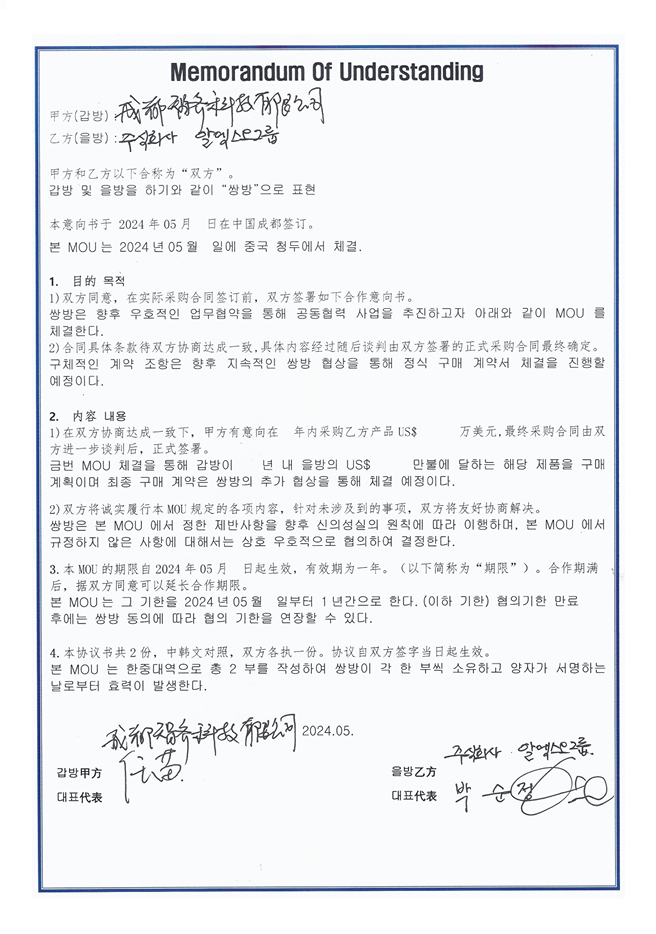 Memorandum Of Understanding
甲方(갑방) : 成都 科技有限公司
乙方(을방) : 주식회사 알엑스오그룹
甲方和乙方以下合称为“双方”。
갑방 및 을방을 하기와 같이 “쌍방”으로 표현
本意向书于 2024 年 05 月 日在中国成都签订。
본 MOU 는 2024 년 05 월 일에 중국 청두에서 체결.
1. 目的 목적
1) 双方同意, 在实际采购合同签订前, 双方签署如下合作意向书。
쌍방은 향후 우호적인 업무협약을 통해 공동협력 사업을 추진하고자 아래와 같이 MOU 를
체결한다.
2) 合同具体条款待双方协商达成一致, 具体内容经过随后谈判由双方签署的正式采购合同最终确定。
구체적인 계약 조항은 향후 지속적인 쌍방 협상을 통해 정식 구매 계약서 체결을 진행할
예정이다.
2. 内容 내용
1) 在双方协商达成一致下, 甲方有意向在 年内采购乙方产品 US$ 万美元, 最终采购合同由双
方进一步谈判后, 正式签署。
금번 MOU 체결을 통해 갑방이 년 내 을방의 US$ 만불에 달하는 해당 제품을 구매
계획이며 최종 구매 계약은 쌍방의 추가 협상을 통해 체결 예정이다.
2) 双方将诚实履行本 MOU 规定的各项内容, 针对未涉及到的事项, 双方将友好协商解决。
쌍방은 본 MOU 에서 정한 제반사항을 향후 신의성실의 원칙에 따라 이행하며, 본 MOU 에서
규정하지 않은 사항에 대해서는 상호 우호적으로 협의하여 결정한다.
3. 本 MOU 的期限自 2024 年 05 月 日起生效, 有效期为一年。(以下简称为“期限”)。合作期满
后, 据双方同意可以延长合作期限。
본 MOU 는 그 기한을 2024 년 05 월 일부터 1 년간으로 한다. (이하 기한) 협의기한 만료
후에는 쌍방 동의에 따라 협의 기한을 연장할 수 있다.
4. 本协议书共 2 份, 中韩文对照, 双方各执一份。协议自双方签字当日起生效。
본 MOU 는 한중대역으로 총 2 부를 작성하여 쌍방이 각 한 부씩 소유하고 양자가 서명하는
날로부터 효력이 발생한다.
成都 科技有限公司 2024.05.
주식회사 알엑스오그룹.
갑방甲方
을방乙方
대표代表
대표代表 박 순 정